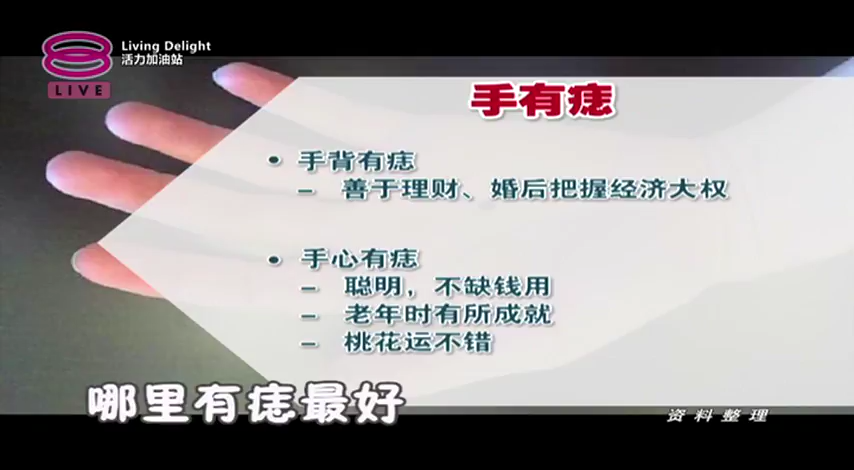 Living Delight
活力加油站
LIVE
手有痣
• 手背有痣
– 善于理财、婚后把握经济大权
• 手心有痣
– 聪明，不缺钱用
– 老年时有所成就
– 桃花运不错
哪里有痣最好
资料整理